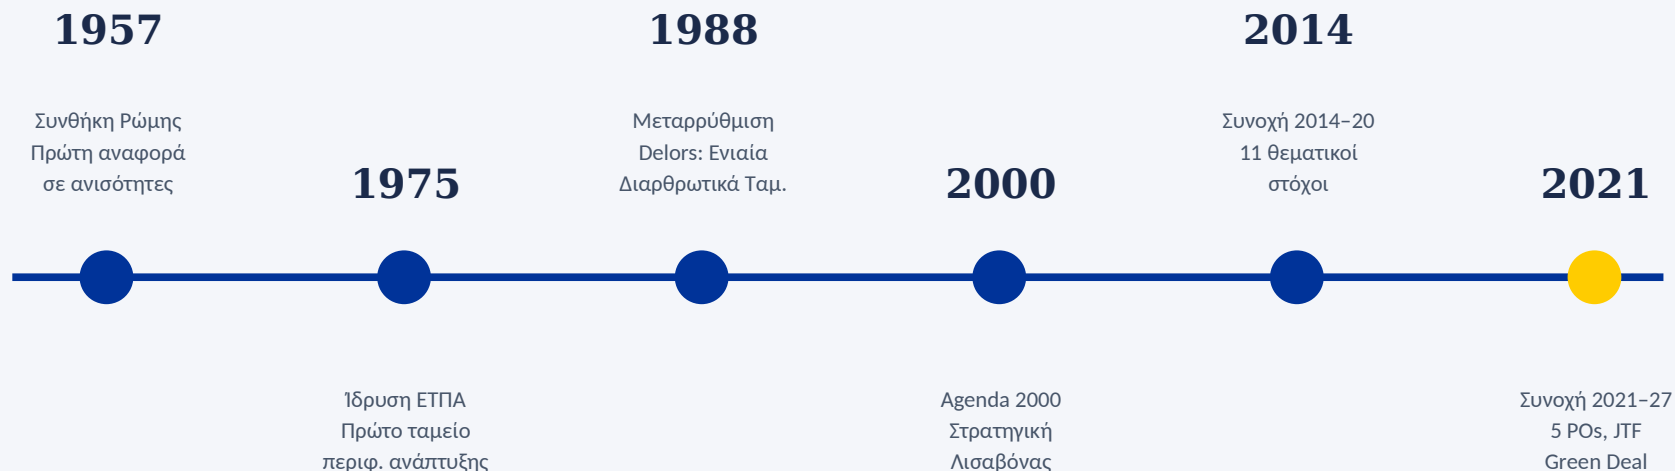 1957
Συνθήκη Ρώμης
Πρώτη αναφορά
σε ανισότητες
1975
Ίδρυση ΕΤΠΑ
Πρώτο ταμείο
περιφ. ανάπτυξης
1988
Μεταρρύθμιση
Delors: Ενιαία
Διαρθρωτικά Ταμ.
2000
Agenda 2000
Στρατηγική
Λισαβόνας
2014
Συνοχή 2014–20
11 θεματικοί
στόχοι
2021
Συνοχή 2021–27
5 POs, JTF
Green Deal